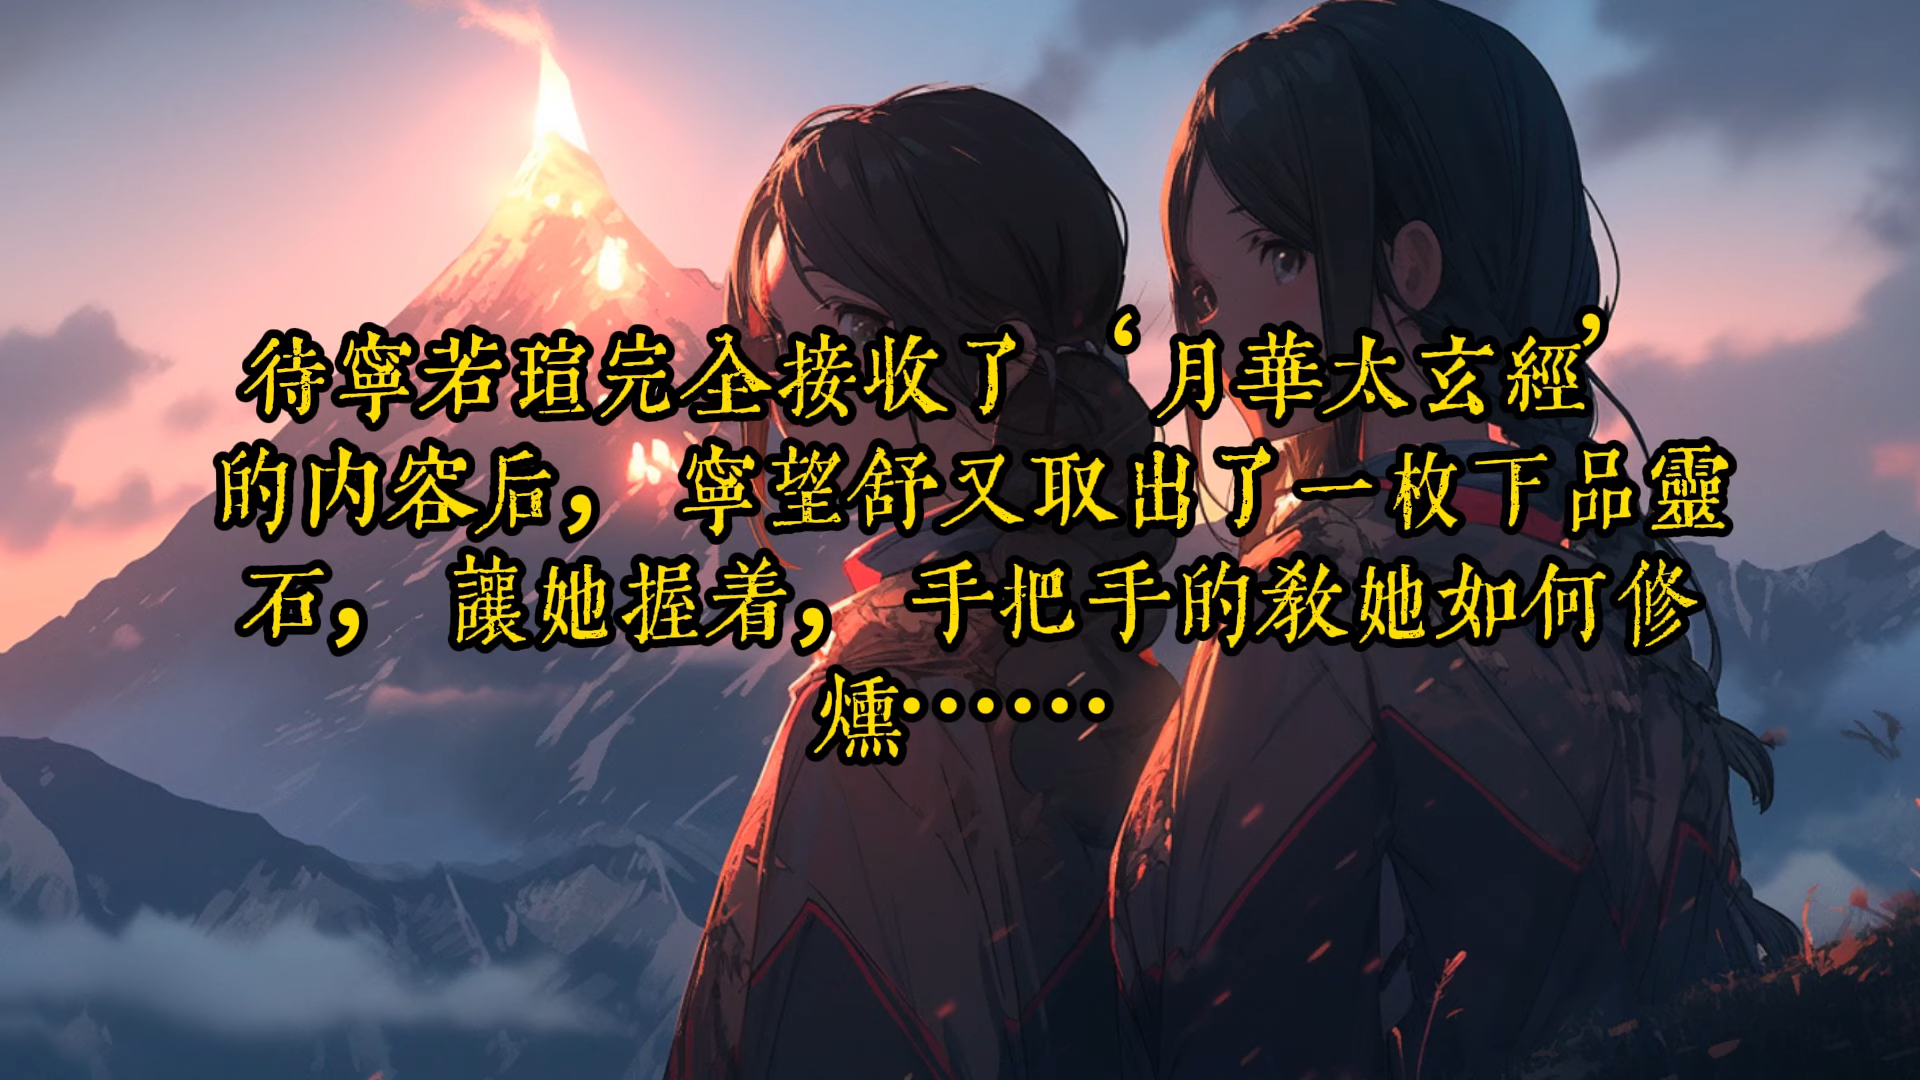 待寧若瑄完全接收了‘月華太玄經’
的内容后，寧望舒又取出了一枚下品靈
石，讓她握着，手把手的教她如何修
燻……